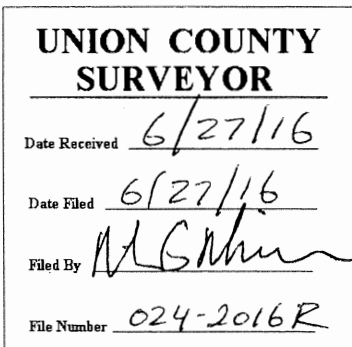 UNION COUNTY
SURVEYOR
Date Received 6/27/16
Date Filed 6/27/16
Filed By
File Number 024-2016R